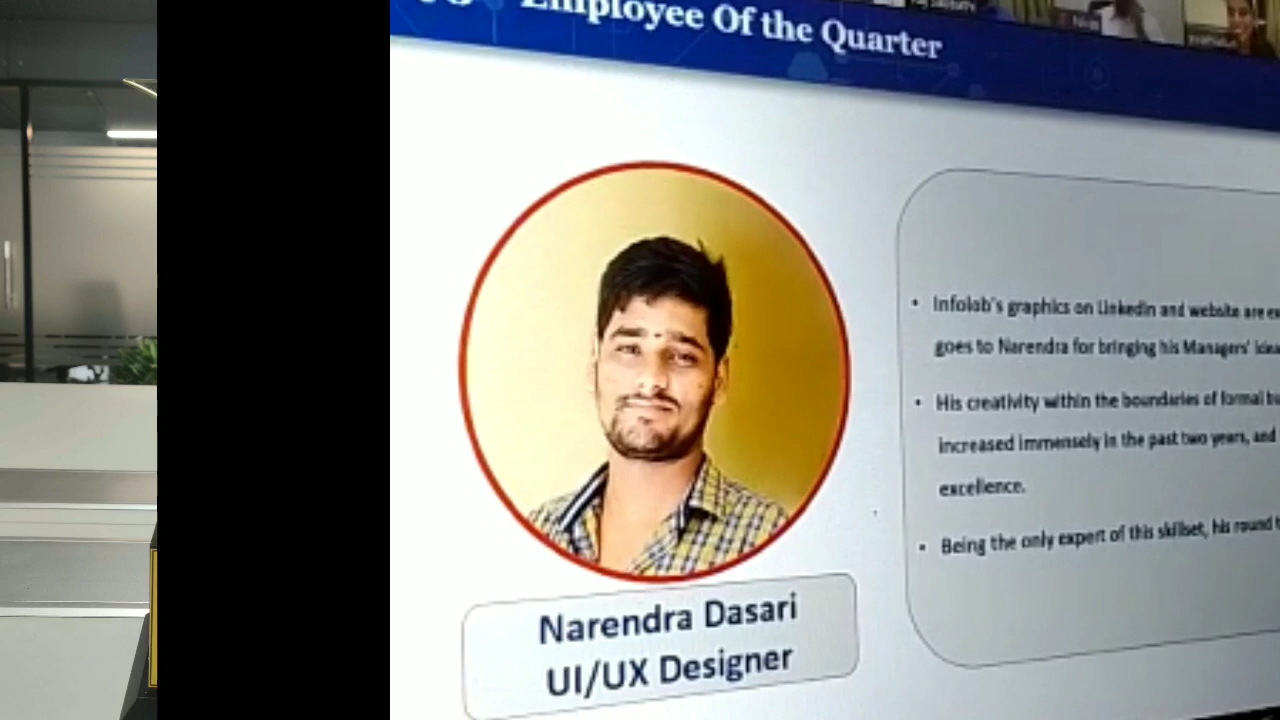 Employee Of the Quarter
• Infolob's graphics on LinkedIn and website are
goes to Narendra for bringing his Managers'
• His creativity within the boundaries of formal
increased immensely in the past two years, and
excellence.
• Being the only expert of this skillset, his round
Narendra Dasari
UI/UX Designer